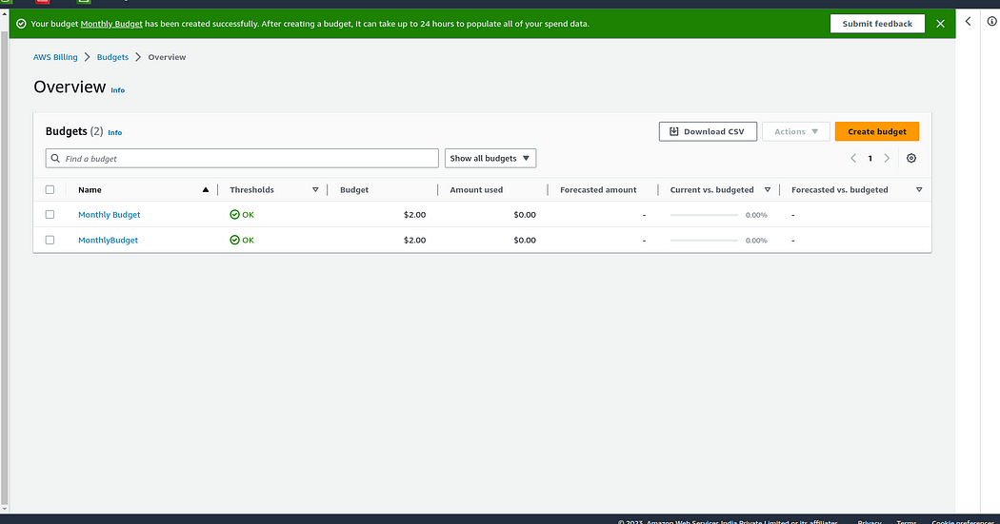 Your budget Monthly Budget has been created successfully. After creating a budget, it can take up to 24 hours to populate all of your spend data. Submit feedback
AWS Billing Budgets Overview
Overview Info
Budgets (2) Info Download CSV Actions Create budget
Find a budget Show all budgets 1
Name Thresholds Budget Amount used Forecasted amount Current vs. budgeted Forecasted vs. budgeted
Monthly Budget OK $2.00 $0.00 - 0.00% -
MonthlyBudget OK $2.00 $0.00 - 0.00% -
© 2023, Amazon Web Services India Private Limited or its affiliates. Privacy Terms Cookie preferences